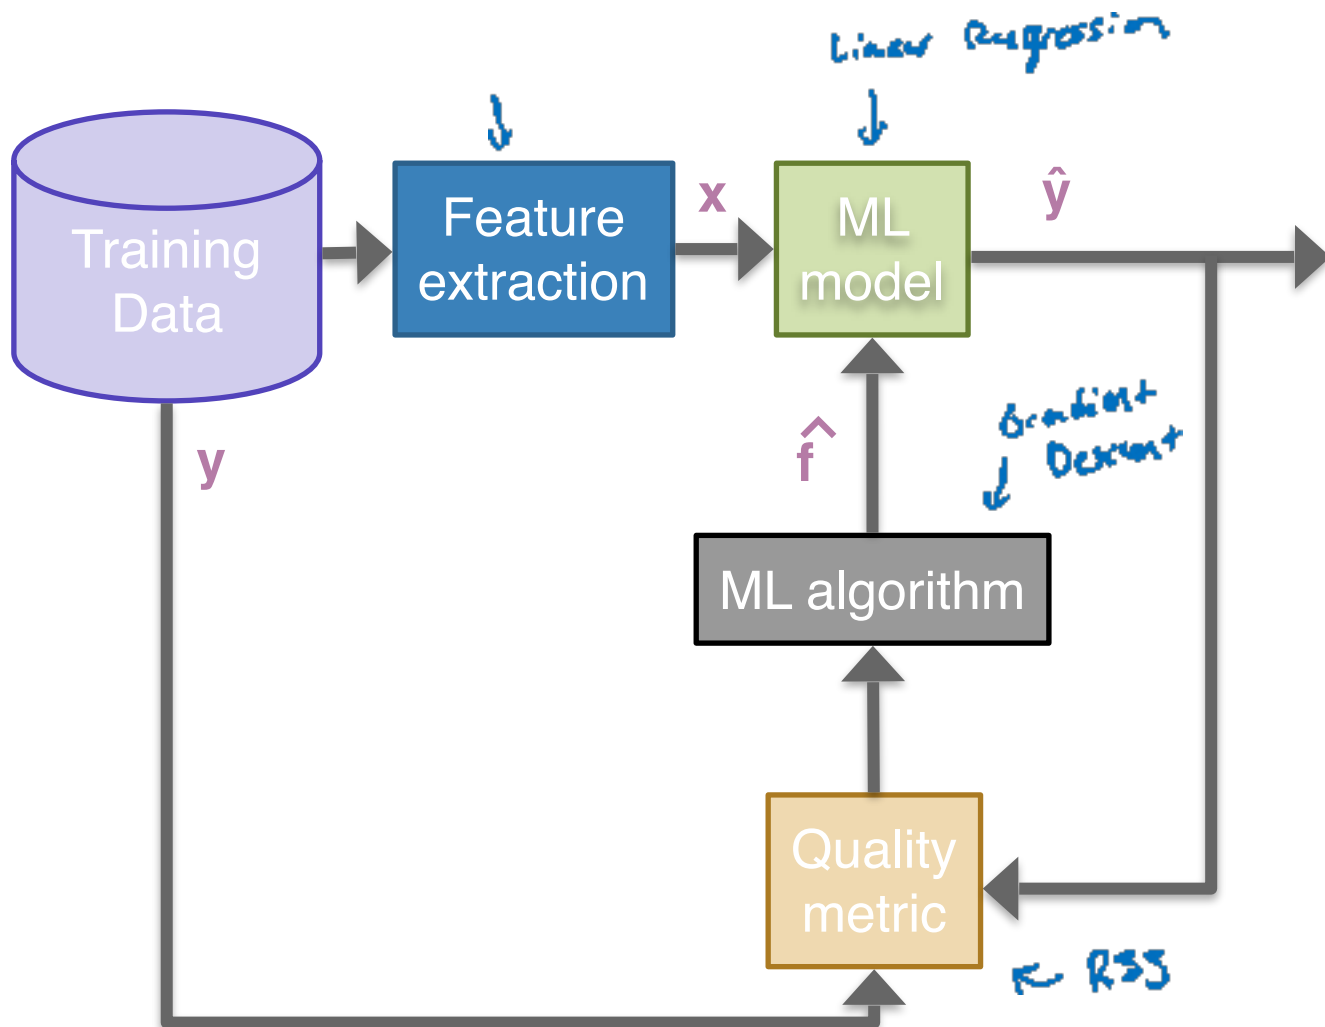 Linear Regression
Training
Data
Feature
extraction
x
ML
model
ŷ
y
f̂
Gradient
Descent
ML algorithm
Quality
metric
RSS